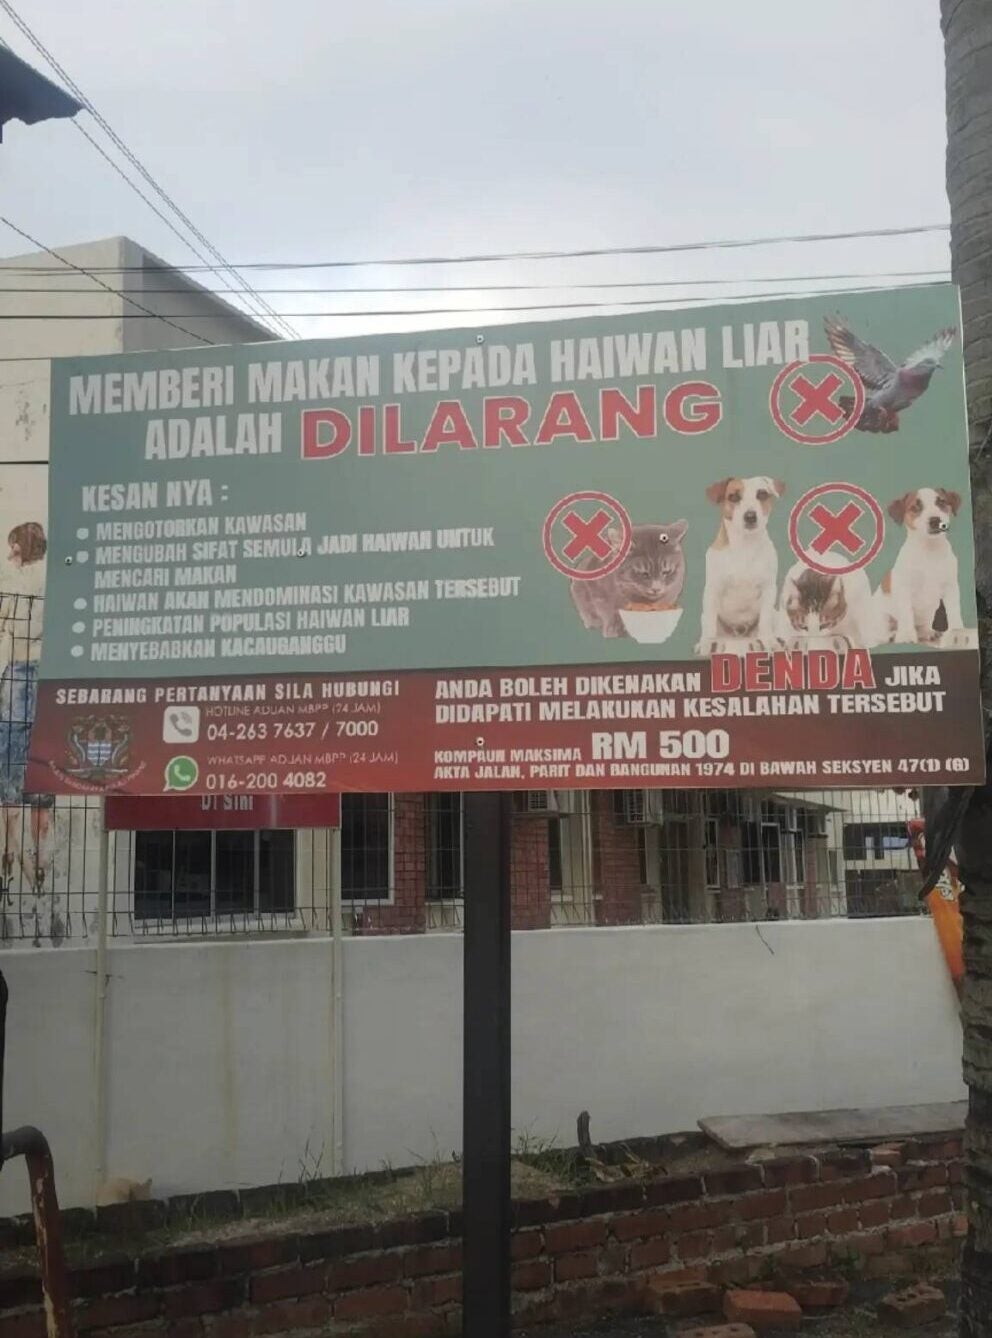 MEMBERI MAKAN KEPADA HAIWAN LIAR
ADALAH DILARANG
KESAN NYA :
• MENGOTORKAN KAWASAN
• MENGUBAH SIFAT SEMULA JADI HAIWAN UNTUK
MENCARI MAKAN
• HAIWAN AKAN MENDOMINASI KAWASAN TERSEBUT
• PENINGKATAN POPULASI HAIWAN LIAR
• MENYEBABKAN KACAUGANGGU
SEBARANG PERTANYAAN SILA HUBUNGI
HOTLINE ADUAN MBPP (24 JAM)
04-263 7637 / 7000
WHATSAPP ADUAN MBPP (24 JAM)
016-200 4082
ANDA BOLEH DIKENAKAN DENDA JIKA
DIDAPATI MELAKUKAN KESALAHAN TERSEBUT
KOMPAUN MAKSIMA RM 500
AKTA JALAN, PARIT DAN BANGUNAN 1974 DI BAWAH SEKSYEN 47(1) (G)
DI SINI